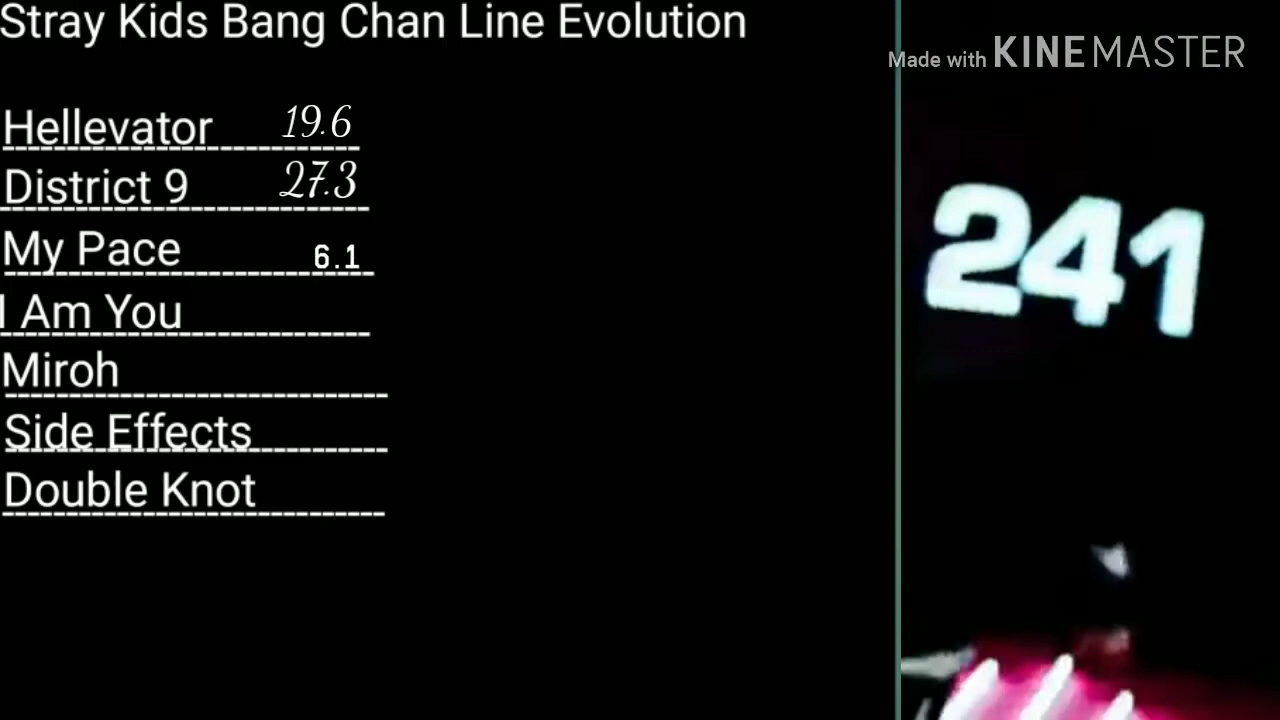 Stray Kids Bang Chan Line Evolution
Made with KINEMASTER
Hellevator 19.6
District 9 27.3
My Pace 6.1
I Am You
Miroh
Side Effects
Double Knot
241